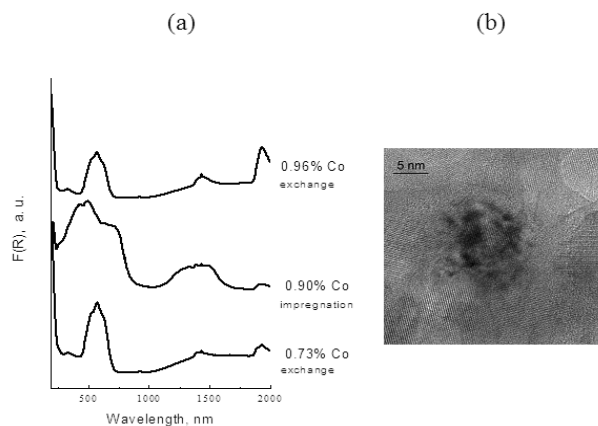 (a)
(b)
0.96% Co
exchange
0.90% Co
impregnation
0.73% Co
exchange
F(R), a. u.
500
1000
1500
2000
Wavelength, nm
5 nm